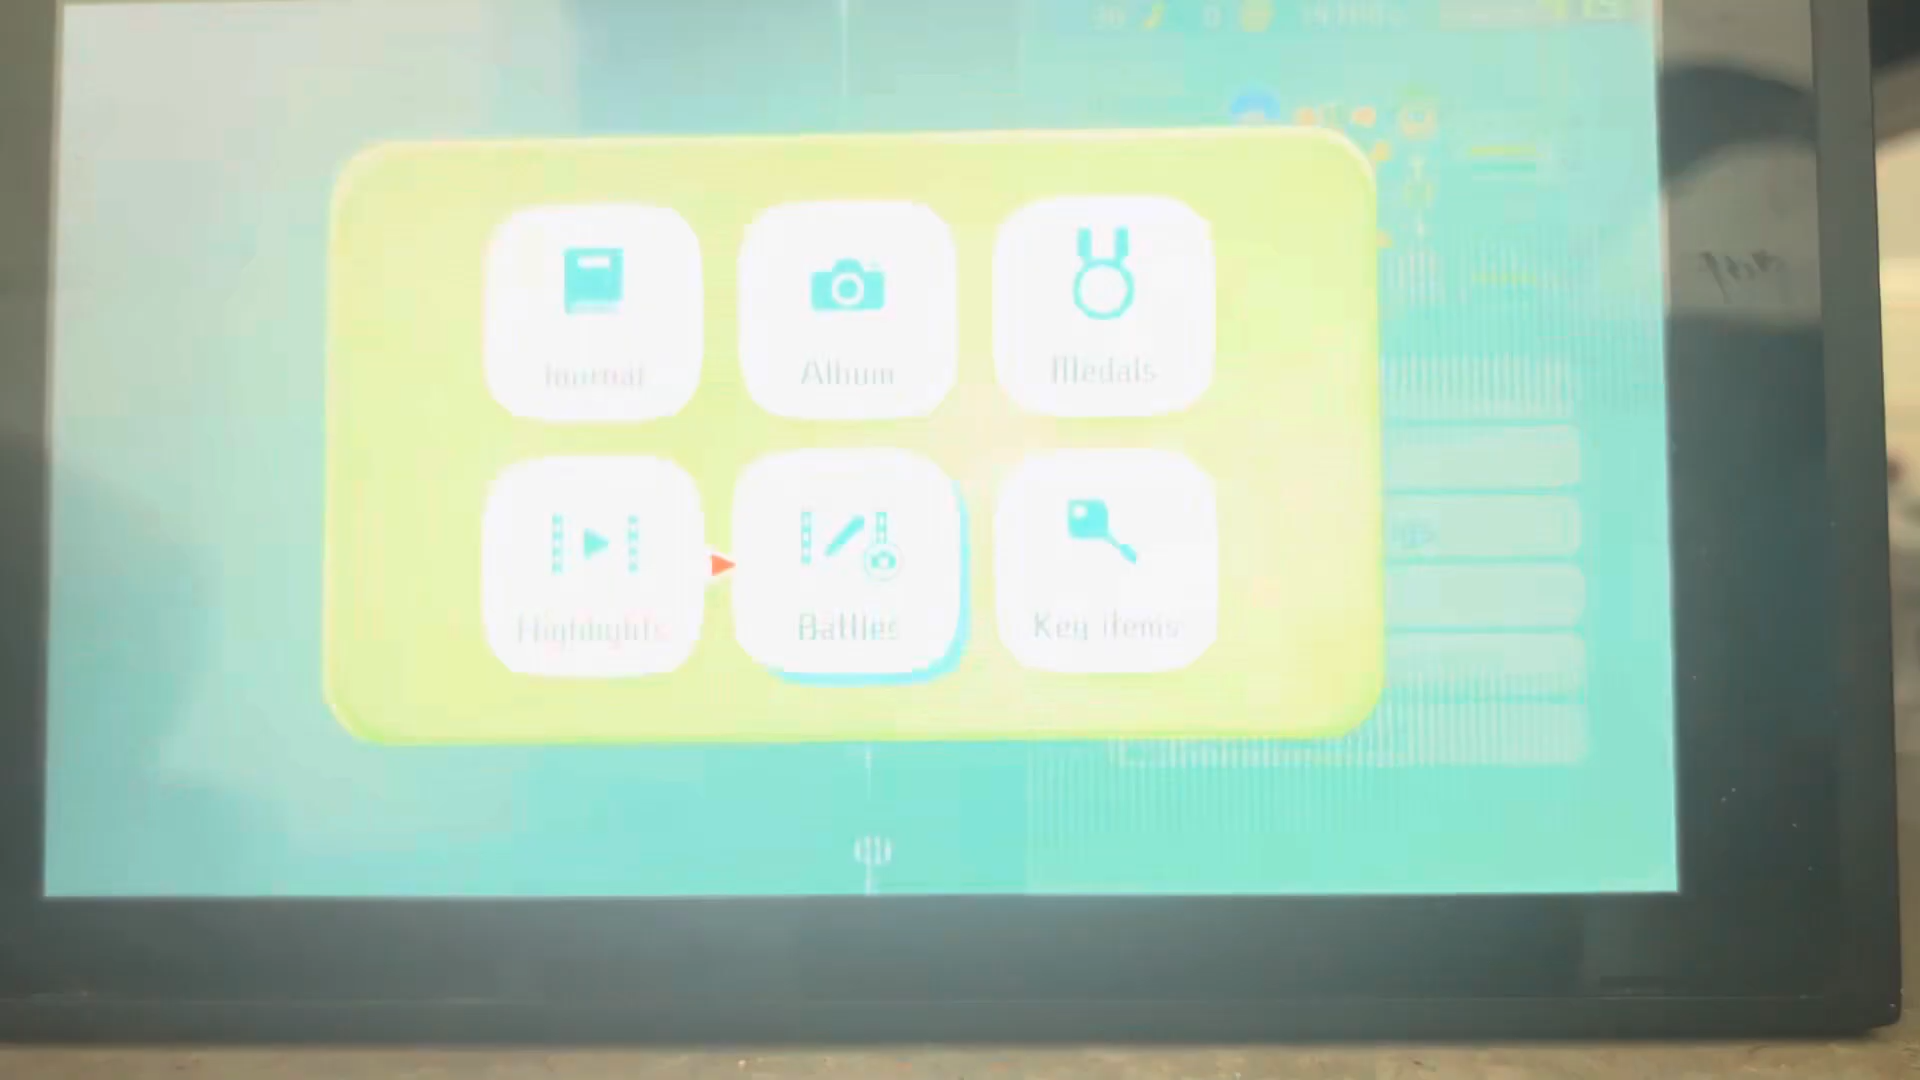 Journal
Album
Medals
Highlights
Battles
Key items